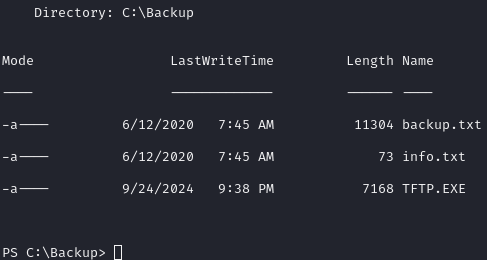 Directory: C:\Backup
Mode LastWriteTime Length Name
---- ------------- ------ ----
-a---- 6/12/2020 7:45 AM 11304 backup.txt
-a---- 6/12/2020 7:45 AM 73 info.txt
-a---- 9/24/2024 9:38 PM 7168 TFTP.EXE
PS C:\Backup>